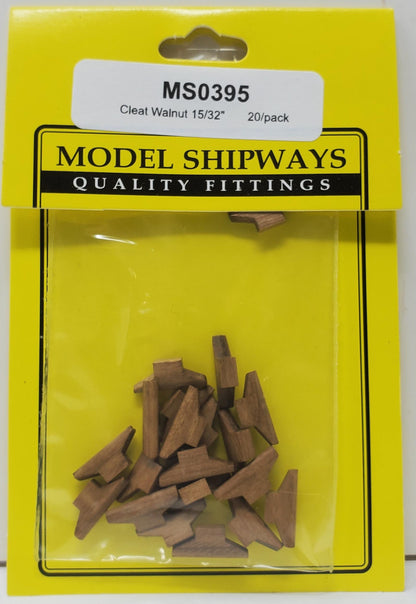 MS0395
Cleat Walnut 15/32" 20/pack
MODEL SHIPWAYS
QUALITY FITTINGS